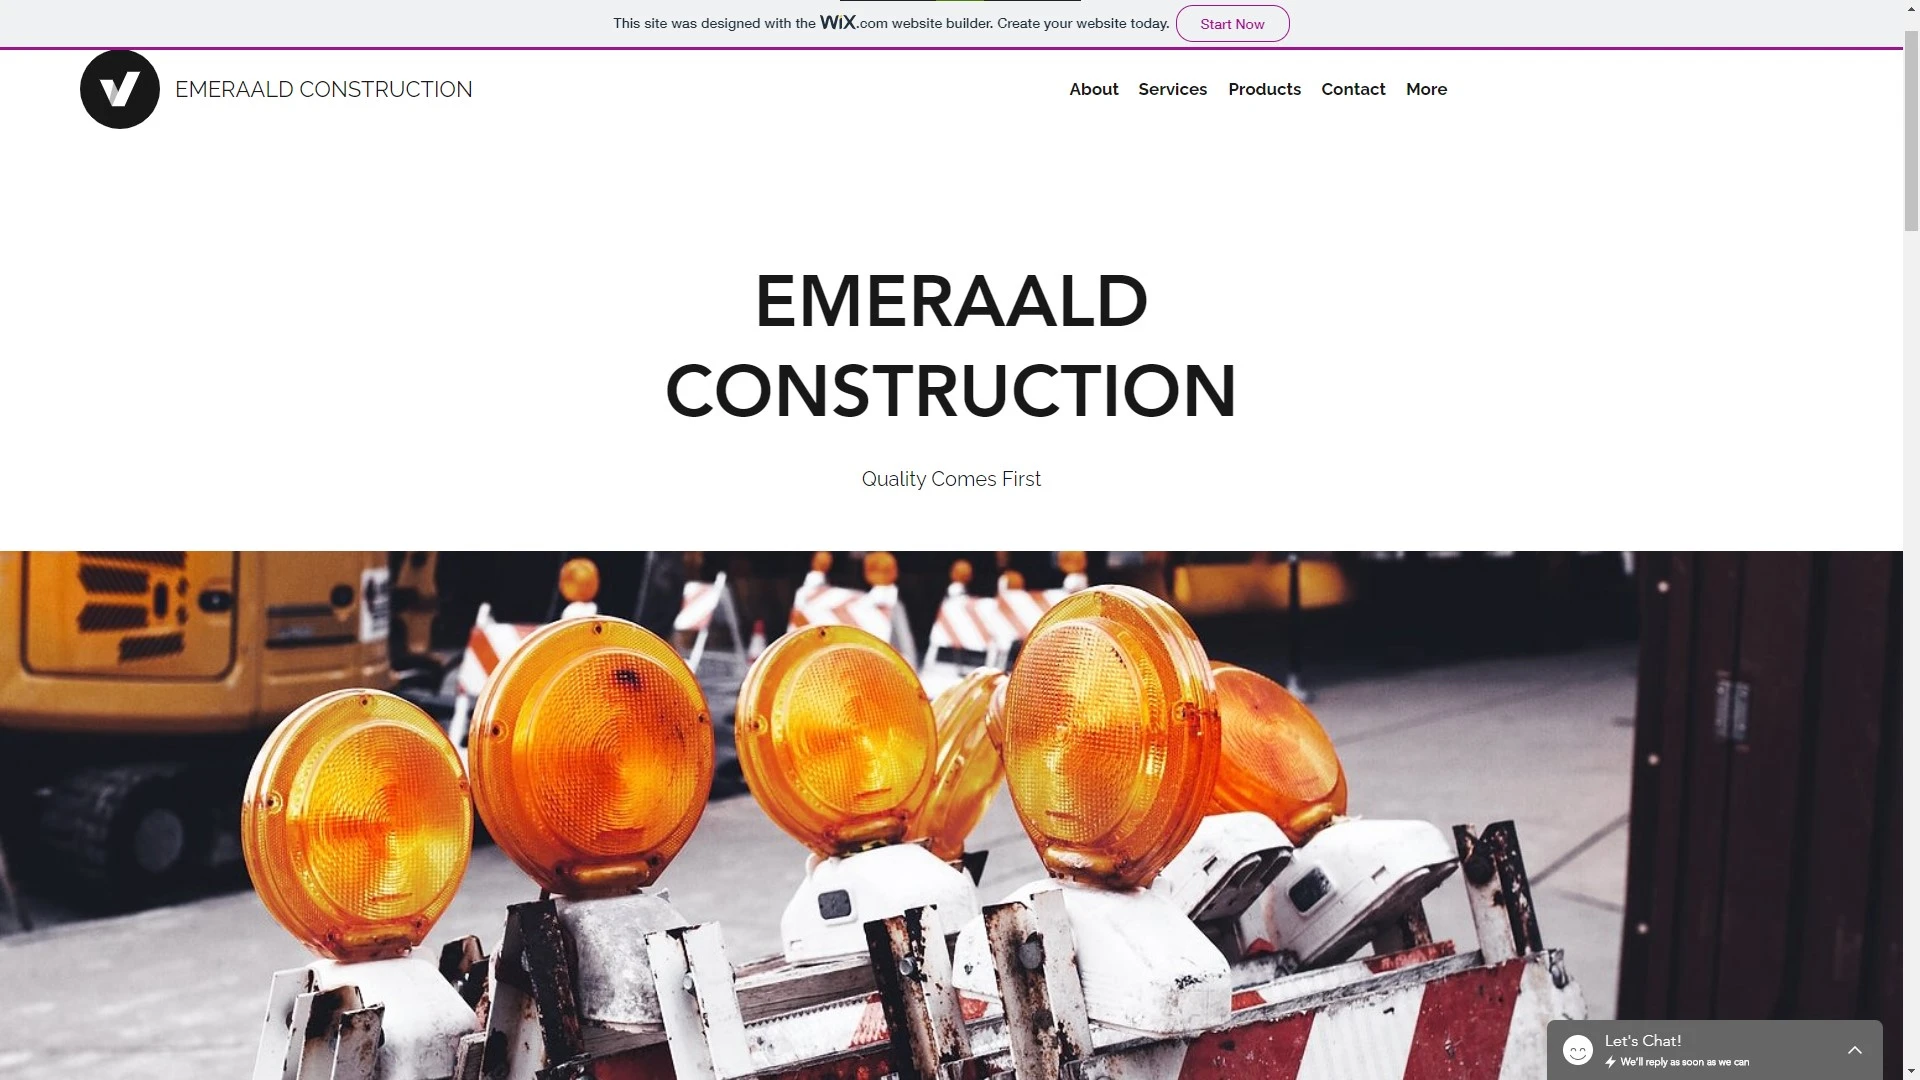 This site was designed with the WiX.com website builder. Create your website today. Start Now
EMERAALD CONSTRUCTION
About Services Products Contact More
EMERAALD
CONSTRUCTION
Quality Comes First
Let's Chat!
We'll reply as soon as we can